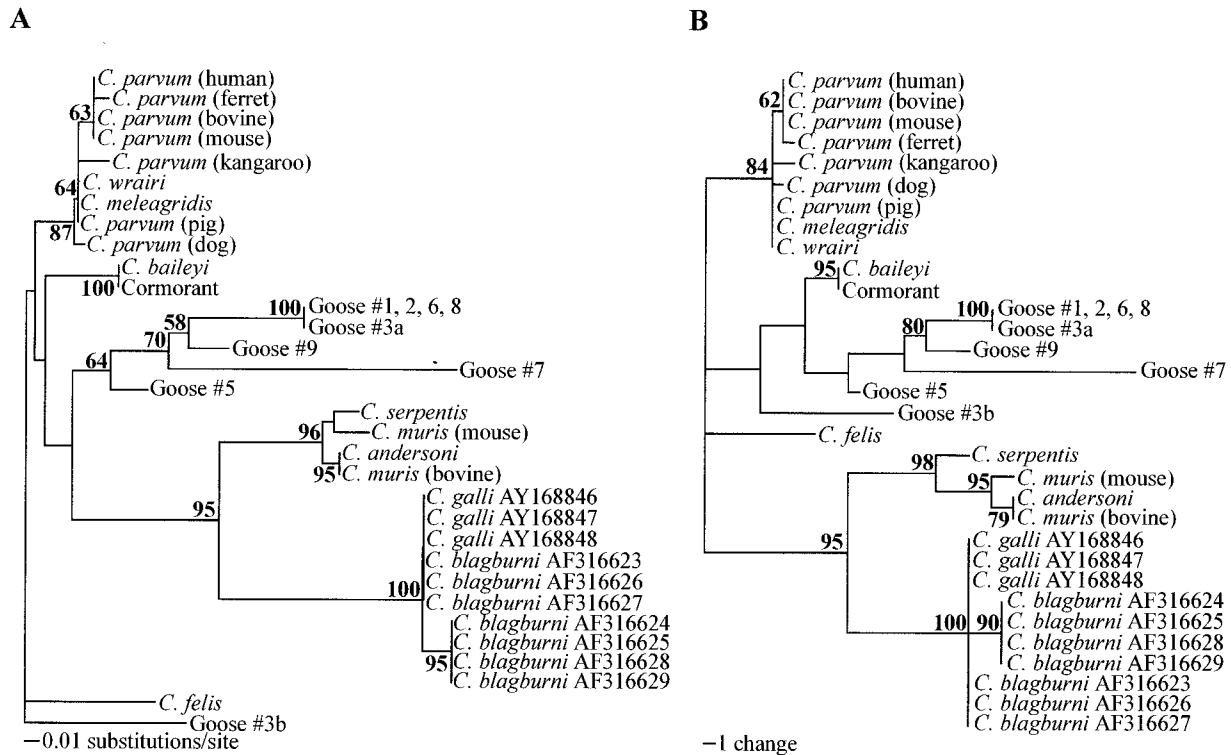 A
63
C. parvum (human)
C. parvum (ferret)
C. parvum (bovine)
C. parvum (mouse)
C. parvum (kangaroo)
64
C. wrairi
C. meleagridis
C. parvum (pig)
87
C. parvum (dog)
C. baileyi
100
Cormorant
100
Goose #1, 2, 6, 8
Goose #3a
58
Goose #9
70
Goose #7
64
Goose #5
C. serpentis
96
C. muris (mouse)
C. andersoni
95
C. muris (bovine)
95
C. galli AY168846
C. galli AY168847
C. galli AY168848
C. blagburni AF316623
C. blagburni AF316626
100
C. blagburni AF316627
C. blagburni AF316624
C. blagburni AF316625
95
C. blagburni AF316628
C. blagburni AF316629
C. felis
Goose #3b
0.01 substitutions/site
B
62
C. parvum (human)
C. parvum (bovine)
C. parvum (mouse)
C. parvum (ferret)
84
C. parvum (kangaroo)
C. parvum (dog)
C. parvum (pig)
C. meleagridis
C. wrairi
95
C. baileyi
Cormorant
100
Goose #1, 2, 6, 8
Goose #3a
80
Goose #9
Goose #7
Goose #5
Goose #3b
C. felis
98
C. serpentis
95
C. muris (mouse)
C. andersoni
79
C. muris (bovine)
95
C. galli AY168846
C. galli AY168847
C. galli AY168848
C. blagburni AF316624
100
90
C. blagburni AF316625
C. blagburni AF316628
C. blagburni AF316629
C. blagburni AF316623
C. blagburni AF316626
C. blagburni AF316627
1 change